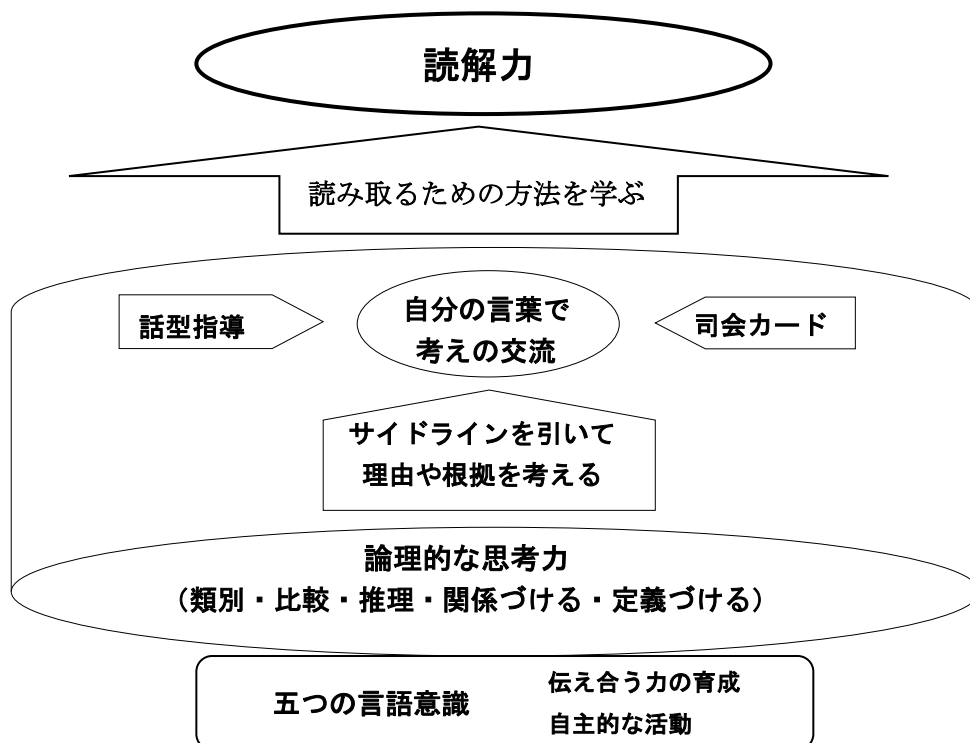 読解力
読み取るための方法を学ぶ
話型指導
自分の言葉で
考えの交流
司会カード
サイドラインを引いて
理由や根拠を考える
論理的な思考力
（類別・比較・推理・関係づける・定義づける）
五つの言語意識
伝え合う力の育成
自主的な活動